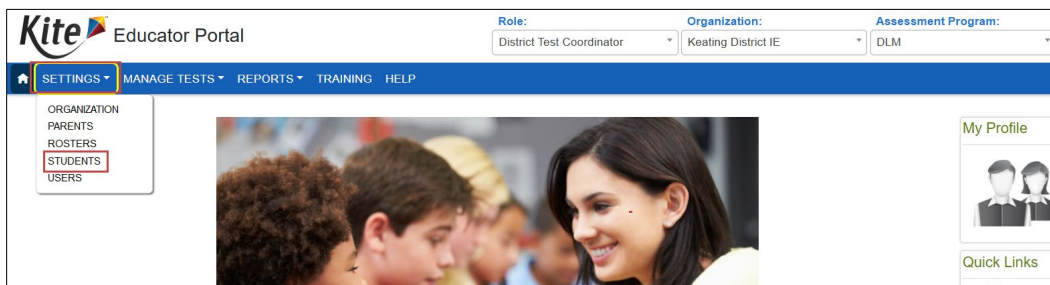 Kite Educator Portal
Role: Organization: Assessment Program:
District Test Coordinator Keating District IE DLM
SETTINGS MANAGE TESTS REPORTS TRAINING HELP
ORGANIZATION
PARENTS
ROSTERS
STUDENTS
USERS
My Profile
Quick Links